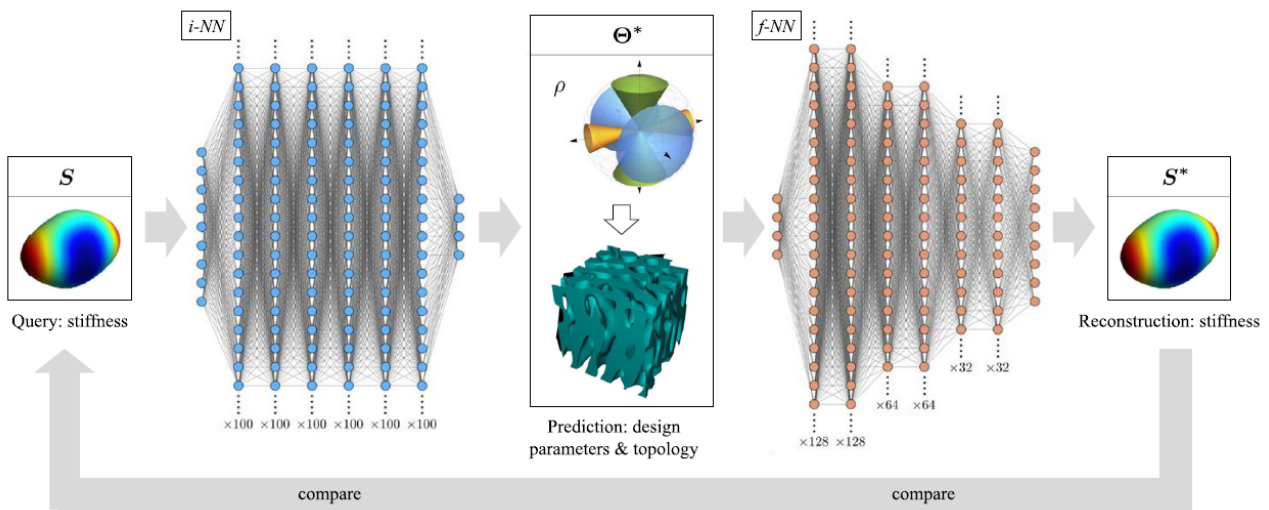 i-NN
Θ*
ρ
f-NN
S
Query: stiffness
×100 ×100 ×100 ×100 ×100 ×100
Prediction: design
parameters & topology
×128 ×128
×64 ×64
×32 ×32
S*
Reconstruction: stiffness
compare
compare